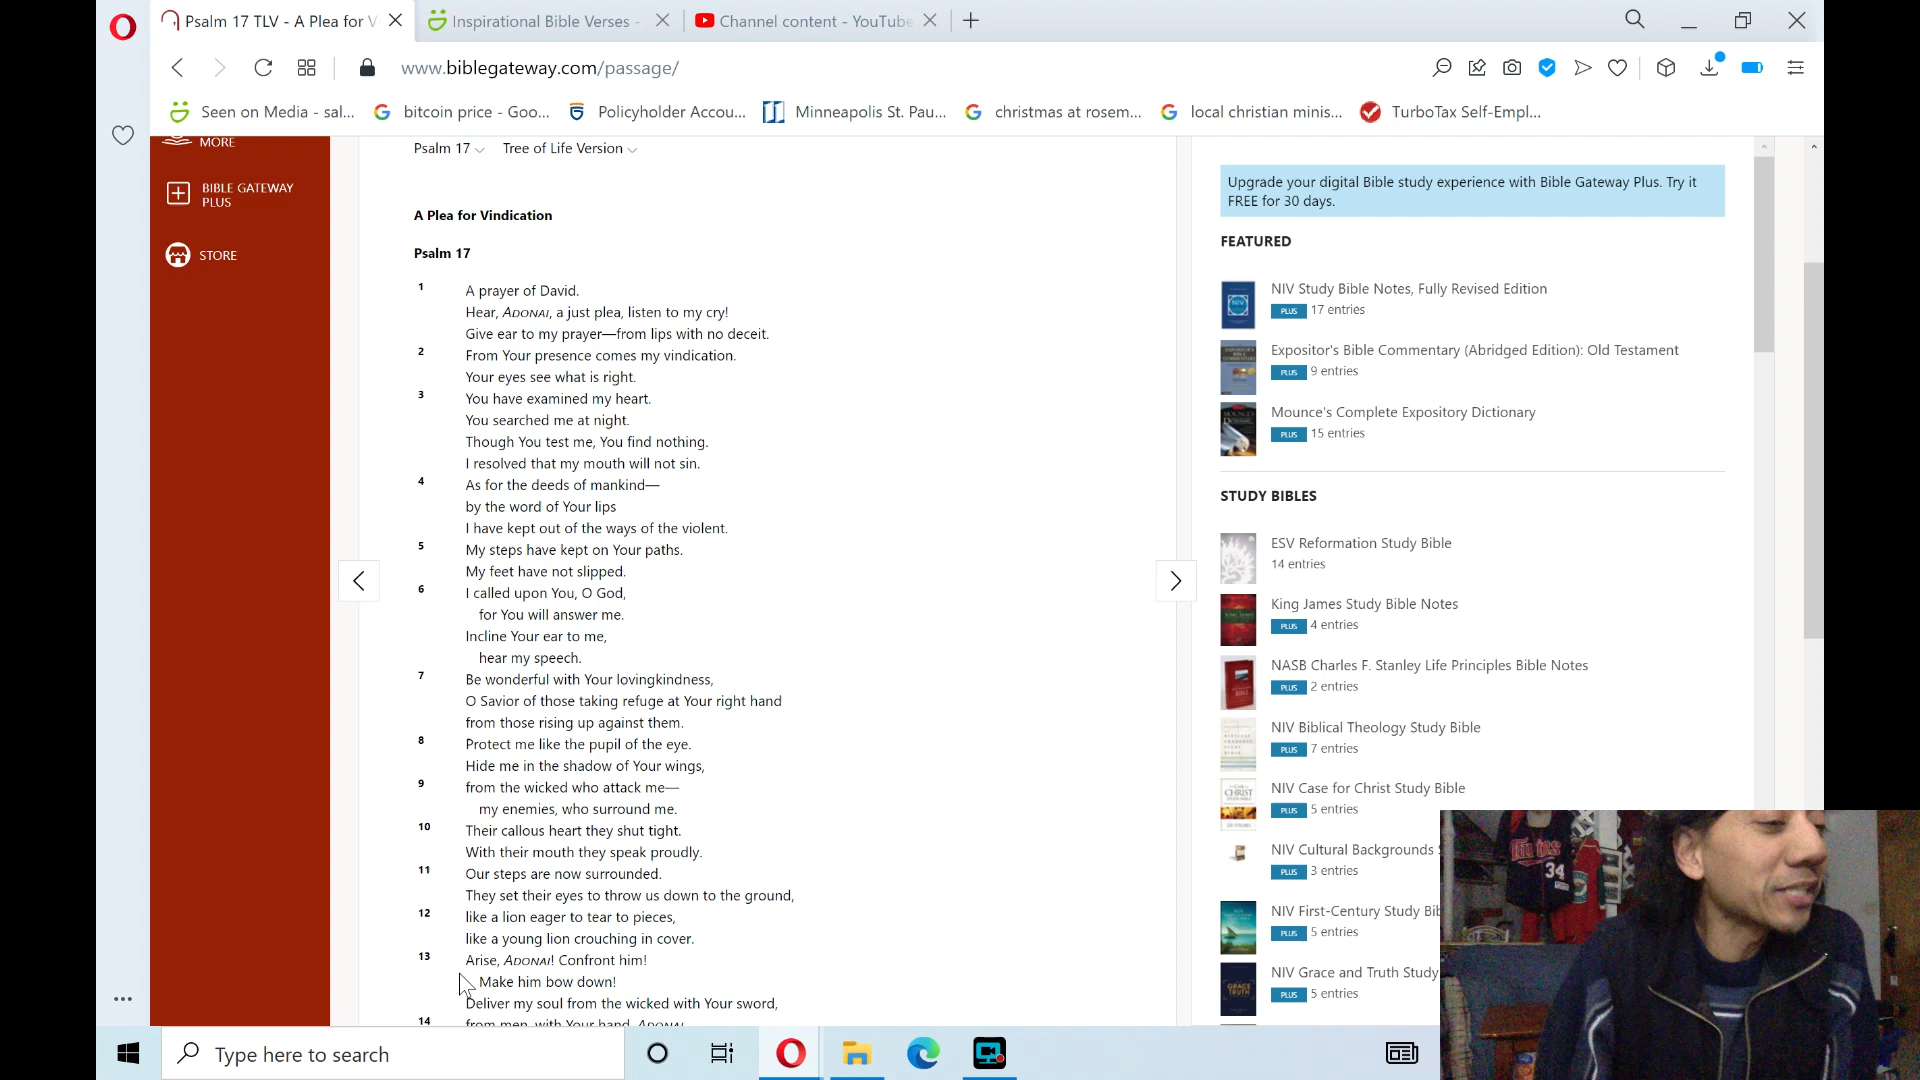 Psalm 17 TLV - A Plea for V
Inspirational Bible Verses -
Channel content - YouTube
www.biblegateway.com/passage/
Seen on Media - sal...
bitcoin price - Goo...
Policyholder Accou...
Minneapolis St. Pau...
christmas at rosem...
local christian minis...
TurboTax Self-Empl...
MORE
BIBLE GATEWAY
PLUS
STORE
Psalm 17
Tree of Life Version
A Plea for Vindication
Psalm 17
1 A prayer of David.
Hear, ADONAI, a just plea, listen to my cry!
Give ear to my prayer—from lips with no deceit.
2 From Your presence comes my vindication.
Your eyes see what is right.
3 You have examined my heart.
You searched me at night.
Though You test me, You find nothing.
I resolved that my mouth will not sin.
4 As for the deeds of mankind—
by the word of Your lips
I have kept out of the ways of the violent.
5 My steps have kept on Your paths.
My feet have not slipped.
6 I called upon You, O God,
for You will answer me.
Incline Your ear to me,
hear my speech.
7 Be wonderful with Your lovingkindness,
O Savior of those taking refuge at Your right hand
from those rising up against them.
8 Protect me like the pupil of the eye.
Hide me in the shadow of Your wings,
9 from the wicked who attack me—
my enemies, who surround me.
10 Their callous heart they shut tight.
With their mouth they speak proudly.
11 Our steps are now surrounded.
They set their eyes to throw us down to the ground,
12 like a lion eager to tear to pieces,
like a young lion crouching in cover.
13 Arise, ADONAI! Confront him!
Make him bow down!
Deliver my soul from the wicked with Your sword,
14 from men, with Your hand, ADONAI
Upgrade your digital Bible study experience with Bible Gateway Plus. Try it
FREE for 30 days.
FEATURED
NIV Study Bible Notes, Fully Revised Edition
PLUS 17 entries
Expositor's Bible Commentary (Abridged Edition): Old Testament
PLUS 9 entries
Mounce's Complete Expository Dictionary
PLUS 15 entries
STUDY BIBLES
ESV Reformation Study Bible
14 entries
King James Study Bible Notes
PLUS 4 entries
NASB Charles F. Stanley Life Principles Bible Notes
PLUS 2 entries
NIV Biblical Theology Study Bible
PLUS 7 entries
NIV Case for Christ Study Bible
PLUS 5 entries
NIV Cultural Backgrounds
PLUS 3 entries
NIV First-Century Study Bib
PLUS 5 entries
NIV Grace and Truth Study
PLUS 5 entries
34
Type here to search